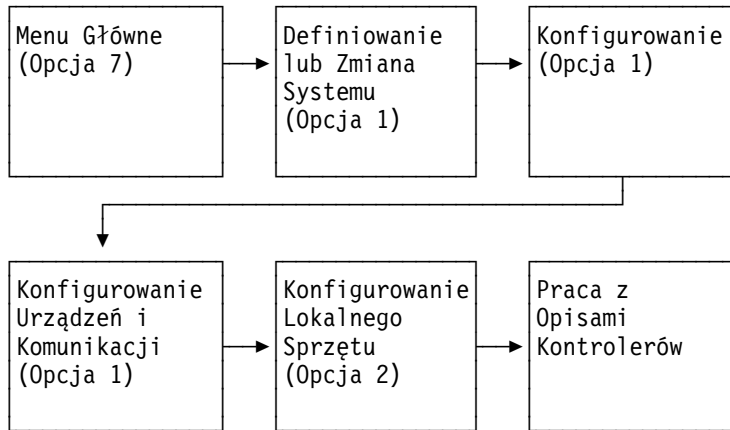 Menu Główne
(Opcja 7)
Definiowanie
lub Zmiana
Systemu
(Opcja 1)
Konfigurowanie
(Opcja 1)
Konfigurowanie
Urządzeń i
Komunikacji
(Opcja 1)
Konfigurowanie
Lokalnego
Sprzętu
(Opcja 2)
Praca z
Opisami
Kontrolerów